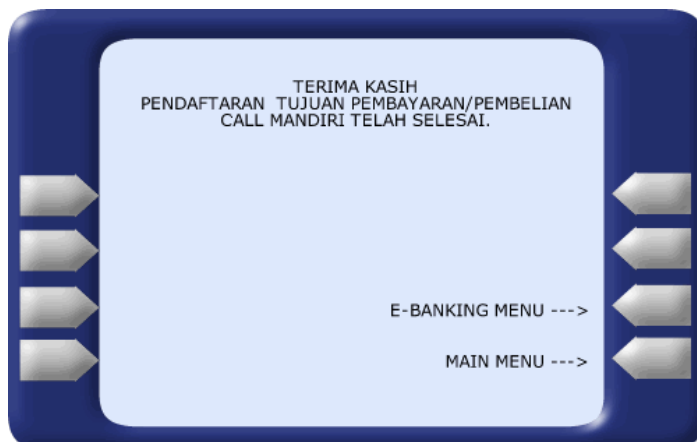 TERIMA KASIH
PENDAFTARAN TUJUAN PEMBAYARAN/PEMBELIAN
CALL MANDIRI TELAH SELESAI.
E-BANKING MENU --->
MAIN MENU --->